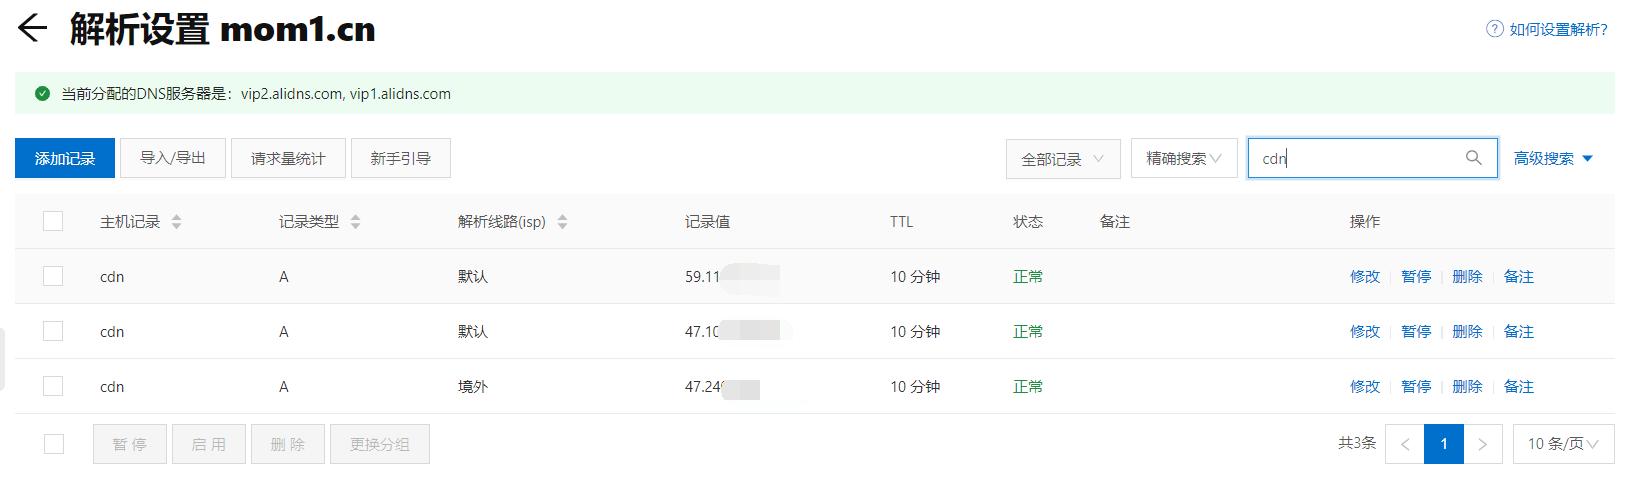 解析设置 mom1.cn
如何设置解析?
当前分配的DNS服务器是：vip2.alidns.com, vip1.alidns.com
添加记录 导入/导出 请求量统计 新手引导 全部记录 精确搜索 cdn 高级搜索
主机记录 记录类型 解析线路(isp) 记录值 TTL 状态 备注 操作
cdn A 默认 59.11 10 分钟 正常 修改 暂停 删除 备注
cdn A 默认 47.10 10 分钟 正常 修改 暂停 删除 备注
cdn A 境外 47.24 10 分钟 正常 修改 暂停 删除 备注
暂停 启用 删除 更换分组 共3条 1 10 条/页